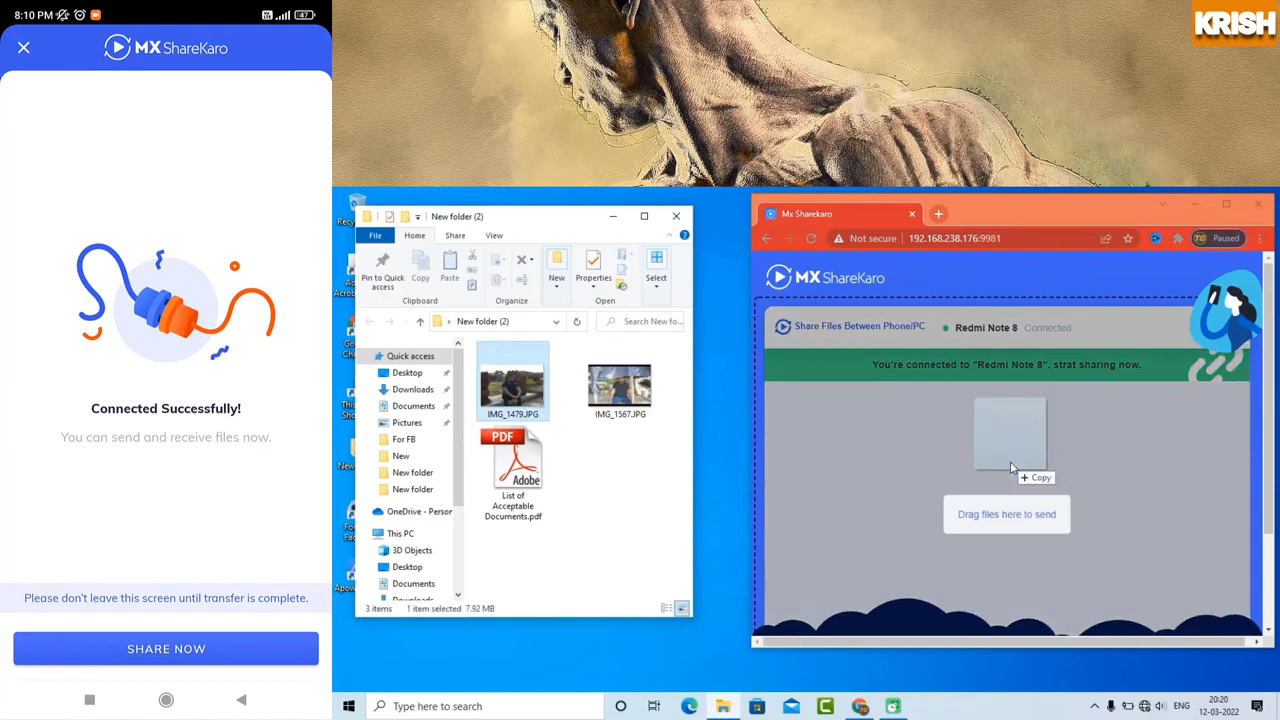 8:10 PM
47
MX ShareKaro
Connected Successfully!
You can send and receive files now.
Please don't leave this screen until transfer is complete.
SHARE NOW
KRISH
New folder (2)
File
Home
Share
View
Pin to Quick access
Copy
Paste
New
Properties
Select
Clipboard
Organize
Open
New folder (2)
Search New fo...
Quick access
Desktop
Downloads
Documents
Pictures
For FB
New
New folder
New folder
OneDrive - Person
This PC
3D Objects
Desktop
Documents
IMG_1479.JPG
IMG_1567.JPG
PDF
Adobe
List of Acceptable Documents.pdf
3 items
1 item selected 7.92 MB
Mx Sharekaro
Not secure
192.168.238.176:9981
TG
Paused
MX ShareKaro
Share Files Between Phone/PC
Redmi Note 8 Connected
You're connected to "Redmi Note 8". strat sharing now.
+ Copy
Drag files here to send
Type here to search
ENG
20:20
12-03-2022